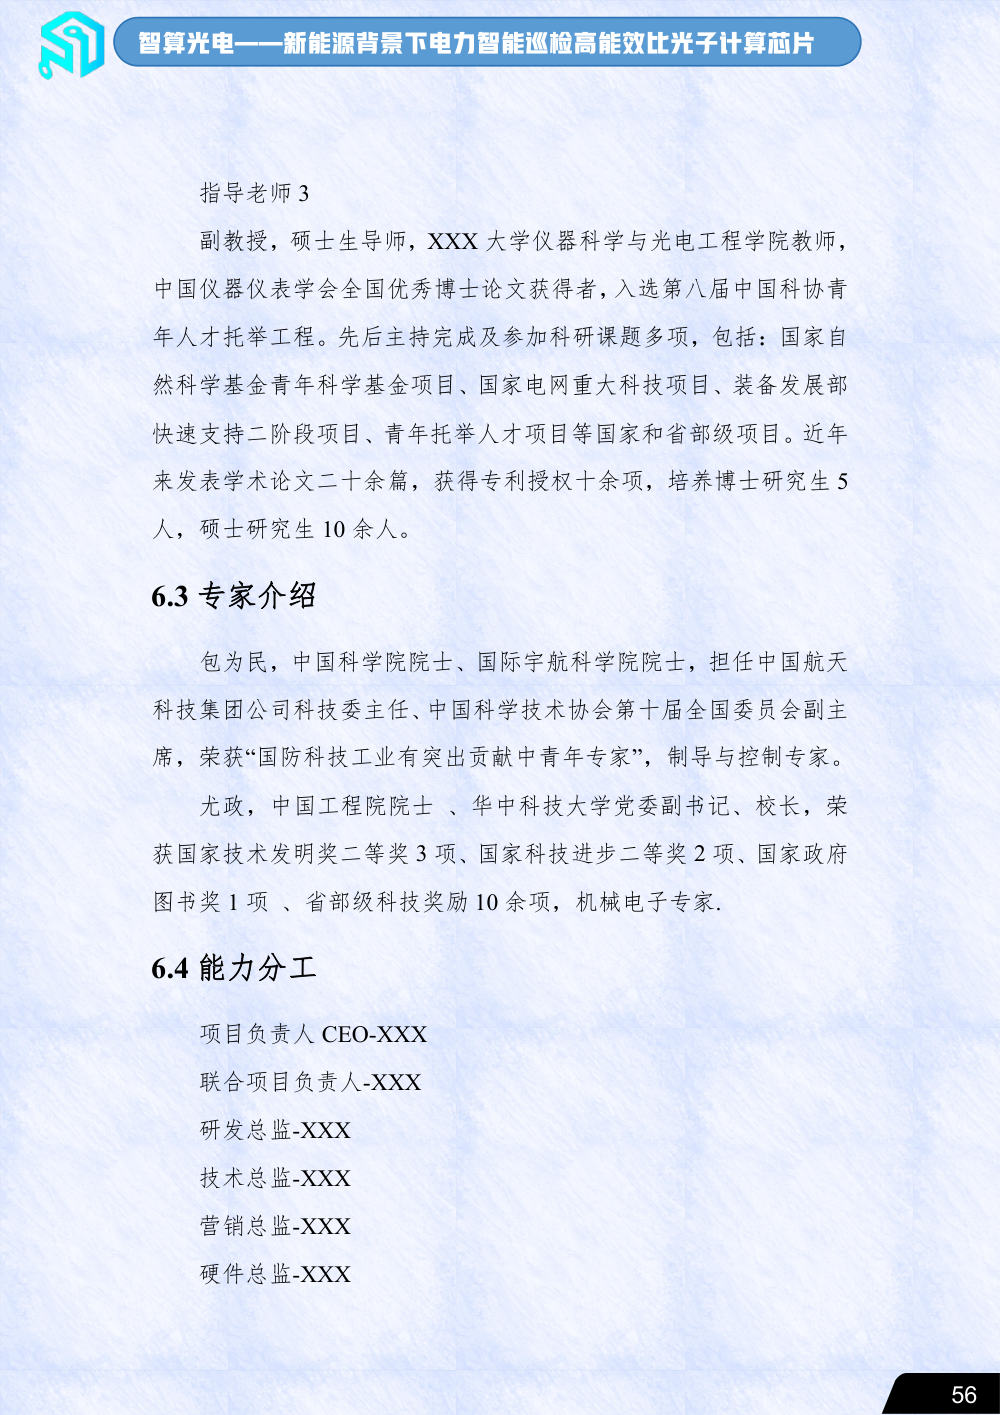 智算光电——新能源背景下电力智能巡检高能效比光子计算芯片
指导老师 3
副教授，硕士生导师，XXX 大学仪器科学与光电工程学院教师，
中国仪器仪表学会全国优秀博士论文获得者，入选第八届中国科协青
年人才托举工程。先后主持完成及参加科研课题多项，包括：国家自
然科学基金青年科学基金项目、国家电网重大科技项目、装备发展部
快速支持二阶段项目、青年托举人才项目等国家和省部级项目。近年
来发表学术论文二十余篇，获得专利授权十余项，培养博士研究生 5
人，硕士研究生 10 余人。
6.3 专家介绍
包为民，中国科学院院士、国际宇航科学院院士，担任中国航天
科技集团公司科技委主任、中国科学技术协会第十届全国委员会副主
席，荣获“国防科技工业有突出贡献中青年专家”，制导与控制专家。
尤政，中国工程院院士 、华中科技大学党委副书记、校长，荣
获国家技术发明奖二等奖 3 项、国家科技进步二等奖 2 项、国家政府
图书奖 1 项 、省部级科技奖励 10 余项，机械电子专家.
6.4 能力分工
项目负责人 CEO-XXX
联合项目负责人-XXX
研发总监-XXX
技术总监-XXX
营销总监-XXX
硬件总监-XXX
56